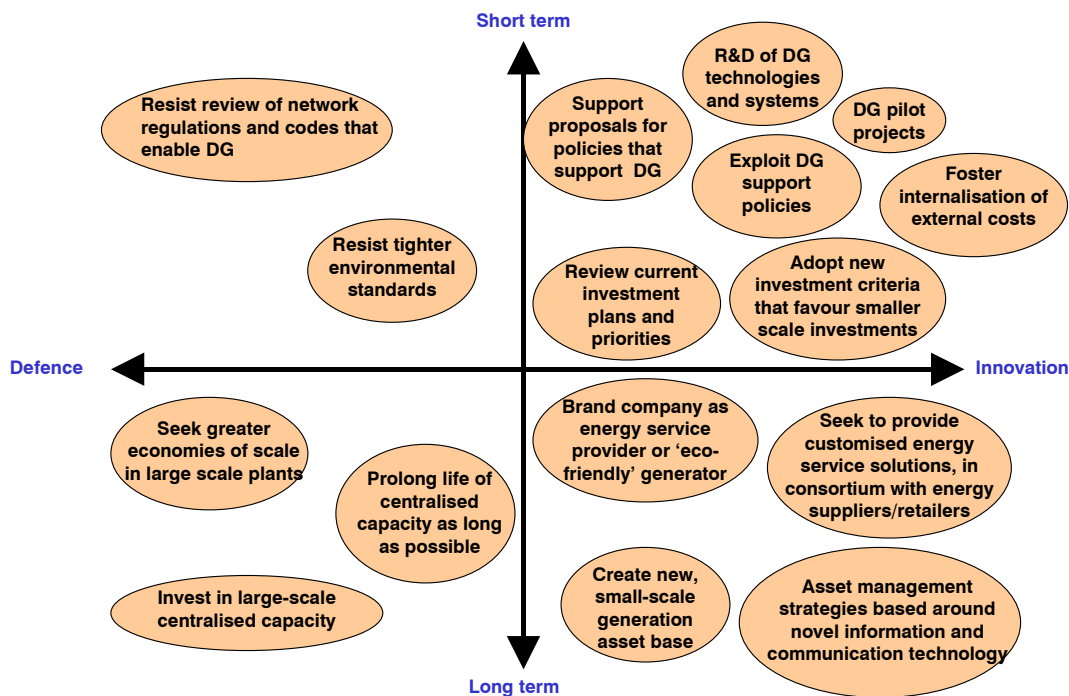 Short term
Resist review of network
regulations and codes that
enable DG
Support
proposals for
policies that
support DG
R&D of DG
technologies
and systems
DG pilot
projects
Exploit DG
support
policies
Foster
internalisation of
external costs
Resist tighter
environmental
standards
Review current
investment
plans and
priorities
Adopt new
investment criteria
that favour smaller
scale investments
Defence
Innovation
Seek greater
economies of scale
in large scale plants
Prolong life of
centralised
capacity as long
as possible
Brand company as
energy service
provider or ‘eco-
friendly’ generator
Seek to provide
customised energy
service solutions, in
consortium with energy
suppliers/retailers
Invest in large-scale
centralised capacity
Create new,
small-scale
generation
asset base
Asset management
strategies based around
novel information and
communication technology
Long term